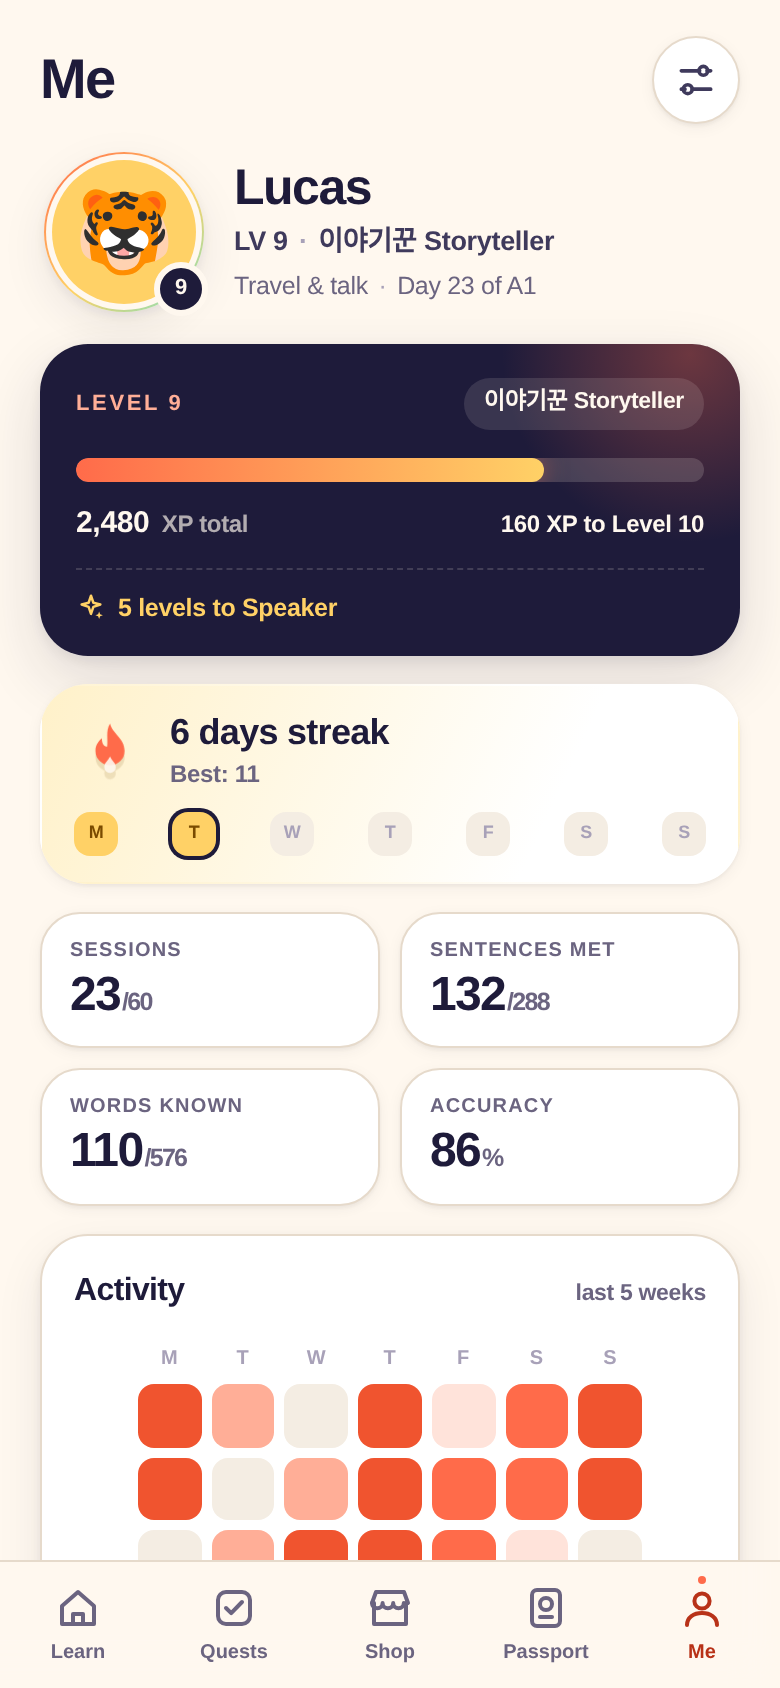 Me
Lucas
LV 9 · 이야기꾼 Storyteller
Travel & talk · Day 23 of A1
9
LEVEL 9
이야기꾼 Storyteller
2,480 XP total
160 XP to Level 10
5 levels to Speaker
6 days streak
Best: 11
M T W T F S S
SESSIONS
23/60
SENTENCES MET
132/288
WORDS KNOWN
110/576
ACCURACY
86%
Activity
last 5 weeks
M T W T F S S
Learn
Quests
Shop
Passport
Me